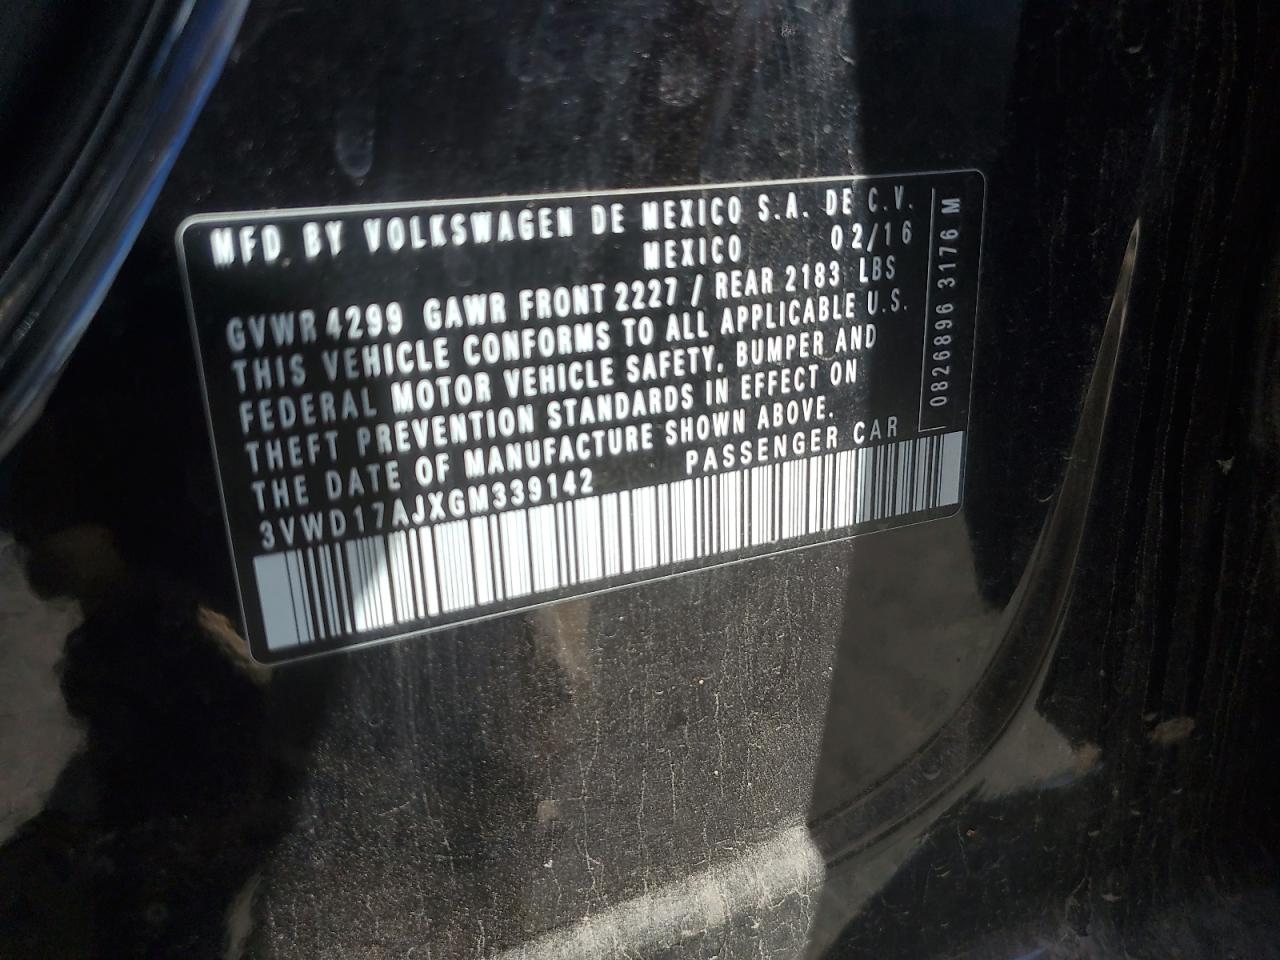 MFD. BY VOLKSWAGEN DE MEXICO S.A. DE C.V.
MEXICO 02/16
GVWR 4299 GAWR FRONT 2227 / REAR 2183 LBS
THIS VEHICLE CONFORMS TO ALL APPLICABLE U.S.
FEDERAL MOTOR VEHICLE SAFETY, BUMPER AND
THEFT PREVENTION STANDARDS IN EFFECT ON
THE DATE OF MANUFACTURE SHOWN ABOVE.
3VWD17AJXGM339142 PASSENGER CAR
0826896 3176 M